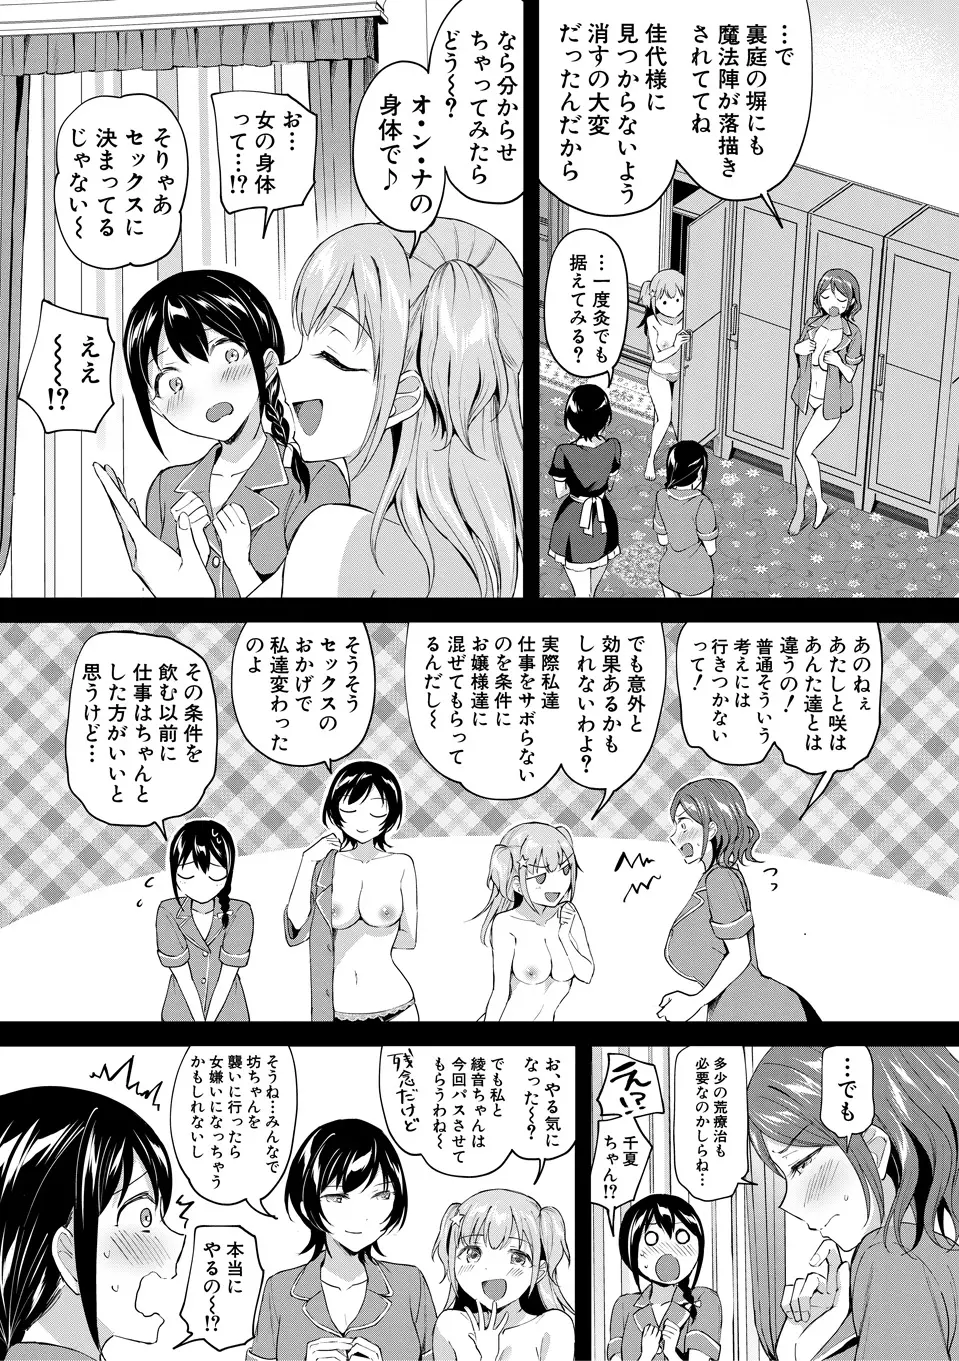 …で
裏庭の塀にも
魔法陣が落描き
されててね
佳代様に
見つからないよう
消すの大変
だったんだから
…一度灸でも
据えてみる?
なら分からせ
ちゃってみたら
どう〜?
オ・ン・ナの
身体で♪
お…
女の身体
って…!?
そりゃあ
セックスに
決まってる
じゃない〜
ええ
〜〜!?
あのねぇ
あたしと咲は
あんた達とは
違うの!
普通そういう
考えには
行きつかない
って!
でも意外と
効果あるかも
しれないわよ?
実際私達
仕事をサボらない
のを条件に
お嬢様達に
混ぜてもらって
るんだし〜
そうそう
セックスの
おかげで
私達変わった
のよ
その条件を
飲む以前に
仕事はちゃんと
した方がいいと
思うけど…
…でも
多少の荒療治も
必要なのかしらね…
えっ!?
千夏
ちゃん!?
お、やる気に
なった〜?
でも私と
綾音ちゃんは
今回パスさせて
もらうわね〜
残念だけど
そうね…みんなで
坊ちゃんを
襲いに行ったら
女嫌いになっちゃう
かもしれないし
本当に
やるの〜!?